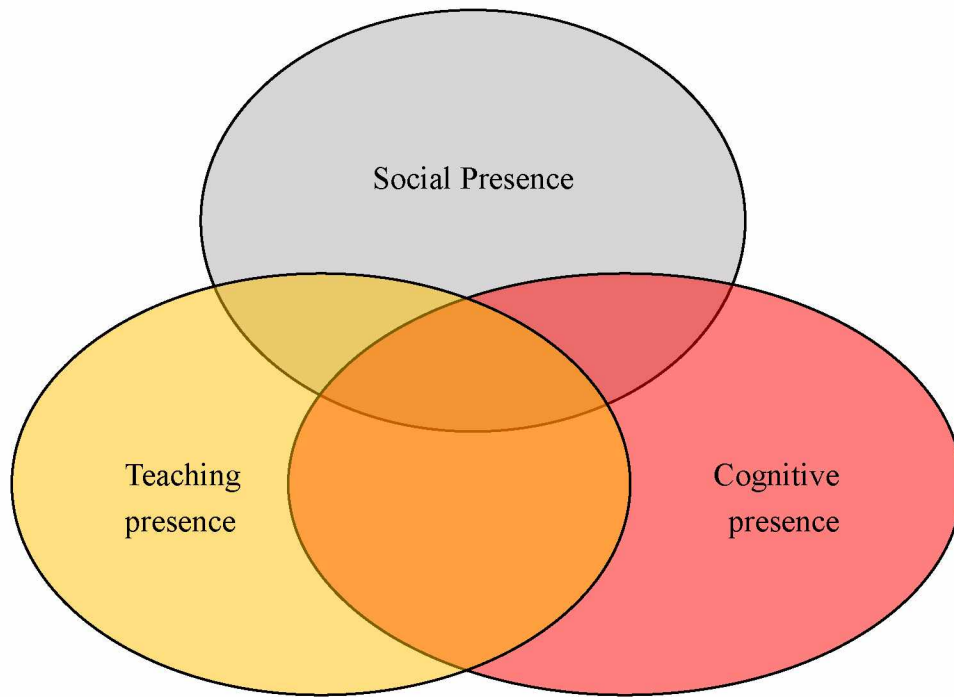 Social Presence
Teaching
presence
Cognitive
presence